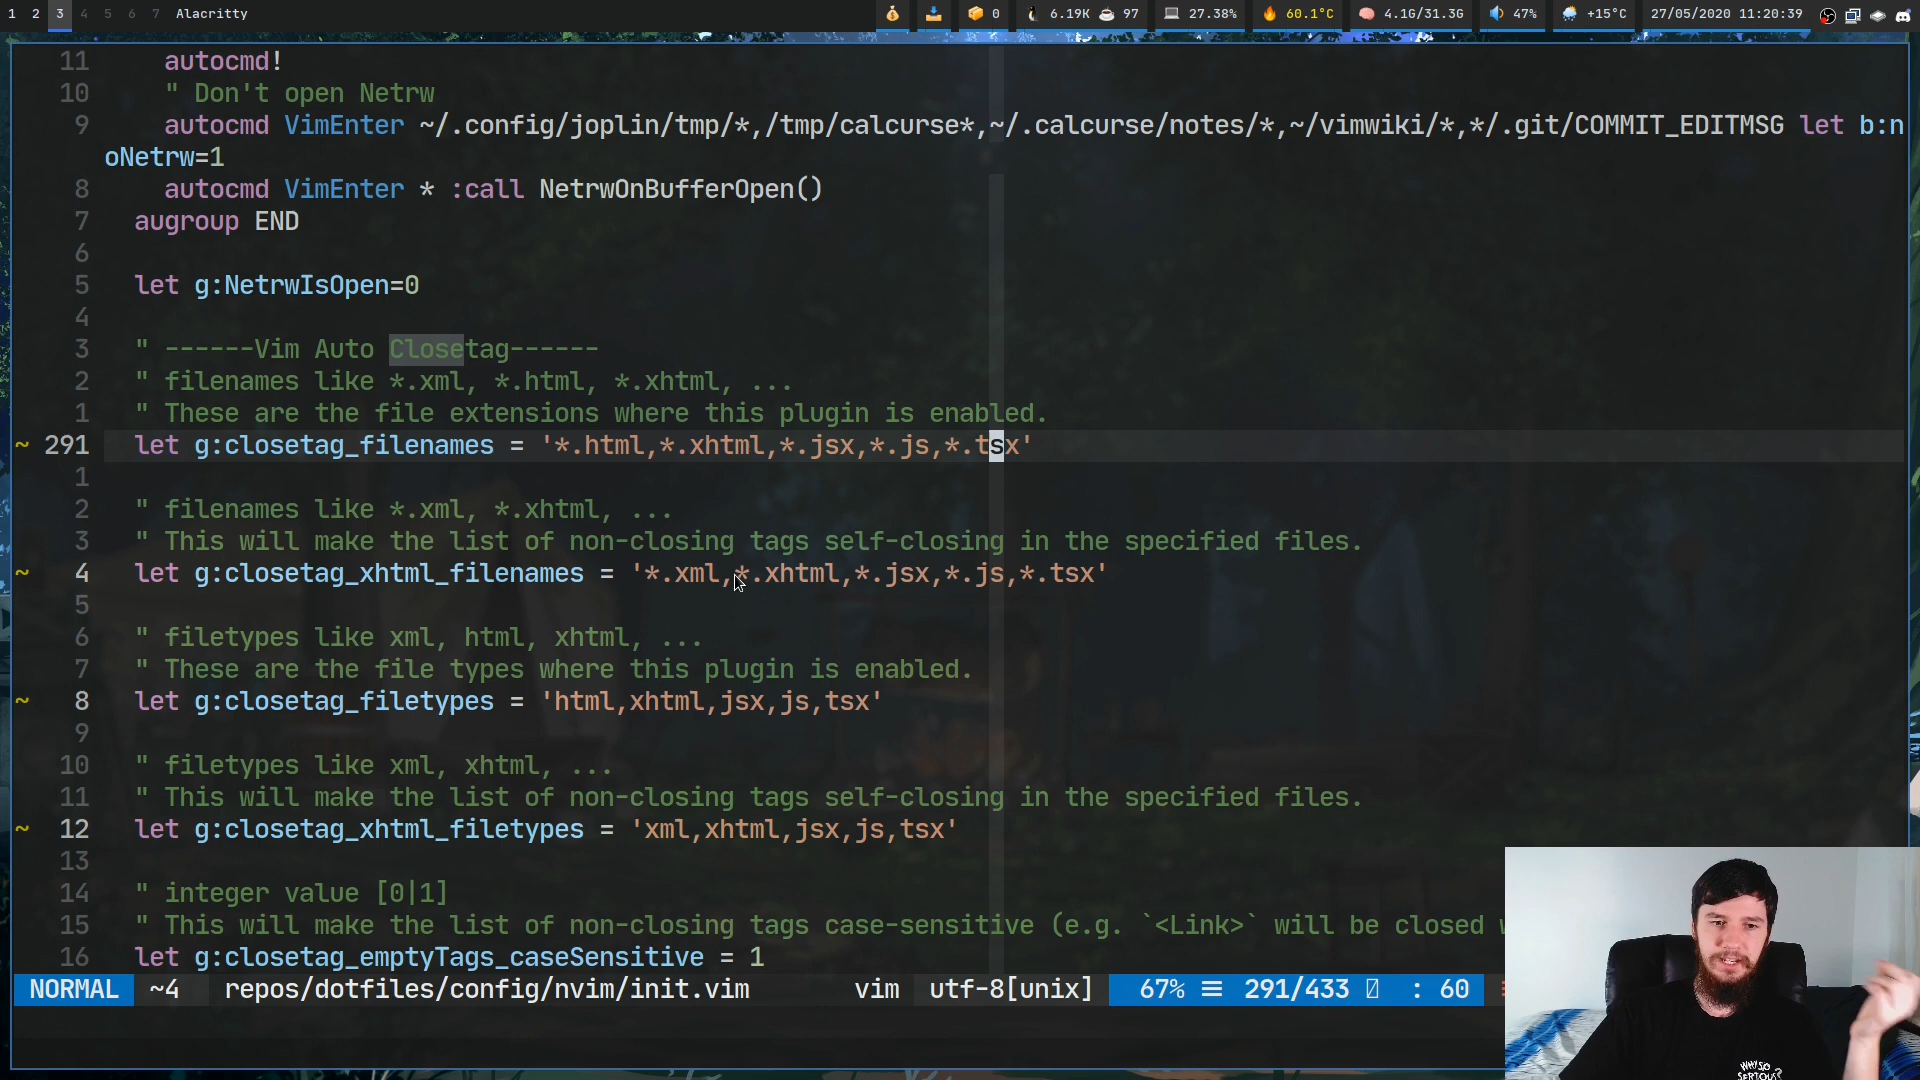 1 2 3 4 5 6 7 Alacritty 0 6.19K 97 27.38% 60.1°C 4.1G/31.3G 47% +15°C 27/05/2020 11:20:39
11 autocmd!
10 " Don't open Netrw
9 autocmd VimEnter ~/.config/joplin/tmp/*,/tmp/calcurse*,~/.calcurse/notes/*,~/vimwiki/*,*/.git/COMMIT_EDITMSG let b:n
oNetrw=1
8 autocmd VimEnter * :call NetrwOnBufferOpen()
7 augroup END
6
5 let g:NetrwIsOpen=0
4
3 " ------Vim Auto Closetag------
2 " filenames like *.xml, *.html, *.xhtml, ...
1 " These are the file extensions where this plugin is enabled.
~ 291 let g:closetag_filenames = '*.html,*.xhtml,*.jsx,*.js,*.tsx'
1
2 " filenames like *.xml, *.xhtml, ...
3 " This will make the list of non-closing tags self-closing in the specified files.
~ 4 let g:closetag_xhtml_filenames = '*.xml,*.xhtml,*.jsx,*.js,*.tsx'
5
6 " filetypes like xml, html, xhtml, ...
7 " These are the file types where this plugin is enabled.
~ 8 let g:closetag_filetypes = 'html,xhtml,jsx,js,tsx'
9
10 " filetypes like xml, xhtml, ...
11 " This will make the list of non-closing tags self-closing in the specified files.
~ 12 let g:closetag_xhtml_filetypes = 'xml,xhtml,jsx,js,tsx'
13
14 " integer value [0|1]
15 " This will make the list of non-closing tags case-sensitive (e.g. `<Link>` will be closed w
16 let g:closetag_emptyTags_caseSensitive = 1
NORMAL ~4 repos/dotfiles/config/nvim/init.vim vim utf-8[unix] 67% ☰ 291/433 : 60
WHY SO
SERIOUS?